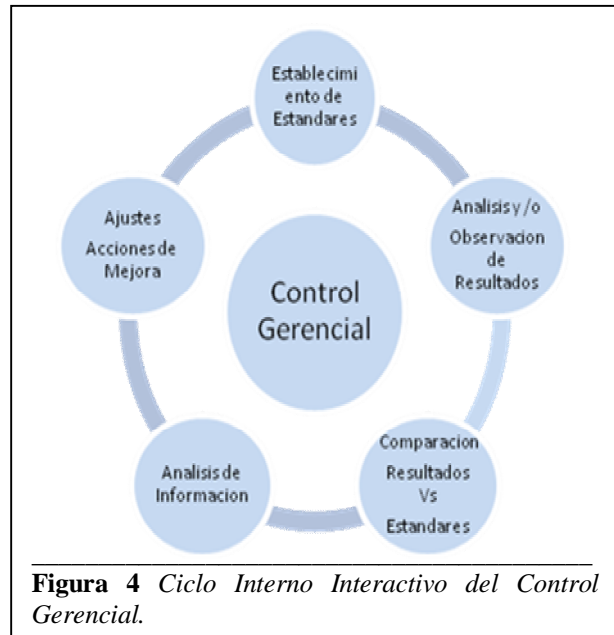 Establecimi
ento de
Estandares
Analisis y /o
Observacion
de
Resultados
Comparacion
Resultados
Vs
Estandares
Analisis de
Informacion
Ajustes
Acciones de
Mejora
Control
Gerencial
Figura 4 Ciclo Interno Interactivo del Control
Gerencial.